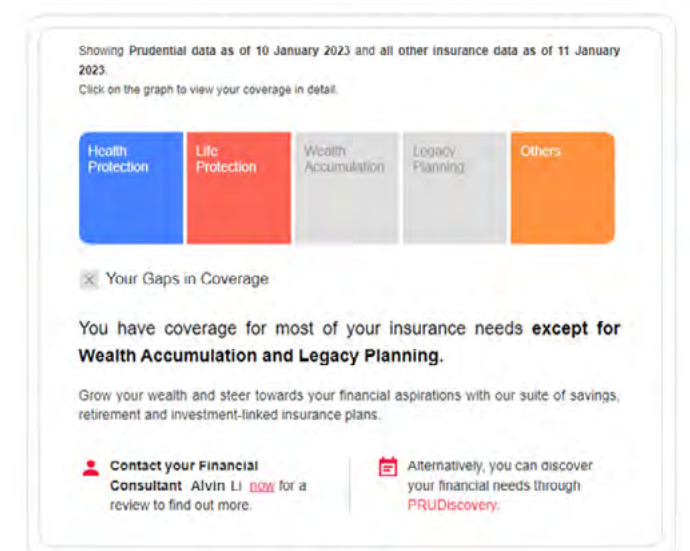 Showing Prudential data as of 10 January 2023 and all other insurance data as of 11 January
2023.
Click on the graph to view your coverage in detail.
Health
Protection
Life
Protection
Wealth
Accumulation
Legacy
Planning
Others
Your Gaps in Coverage
You have coverage for most of your insurance needs except for
Wealth Accumulation and Legacy Planning.
Grow your wealth and steer towards your financial aspirations with our suite of savings,
retirement and investment-linked insurance plans.
Contact your Financial
Consultant Alvin Li now for a
review to find out more.
Alternatively, you can discover
your financial needs through
PRUDiscovery.